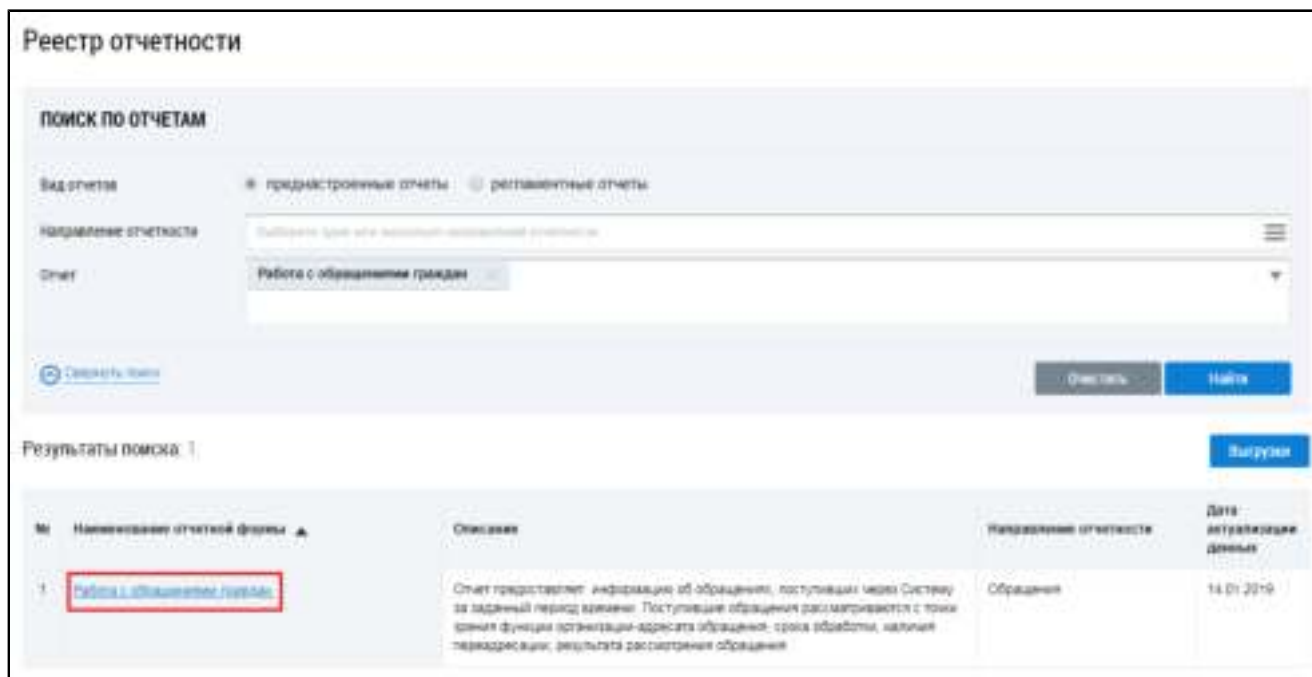 Реестр отчетности
ПОИСК ПО ОТЧЕТАМ
Вид отчетов преднастроенные отчеты регламентные отчеты
Направление отчетности
Отчет Работа с обращениями граждан
Свернуть поиск Очистить Найти
Результаты поиска: 1 Выгрузки
№ Наименование отчетной формы Описание Направление отчетности Дата актуализации данных
1 Работа с обращениями граждан Отчет предоставляет информацию об обращениях, поступивших через Систему Обращения 14.01.2019
за заданный период времени. Поступившие обращения рассматриваются с точки
зрения функции организации-адресата обращения, срока обработки, наличия
переадресации, результата рассмотрения обращения